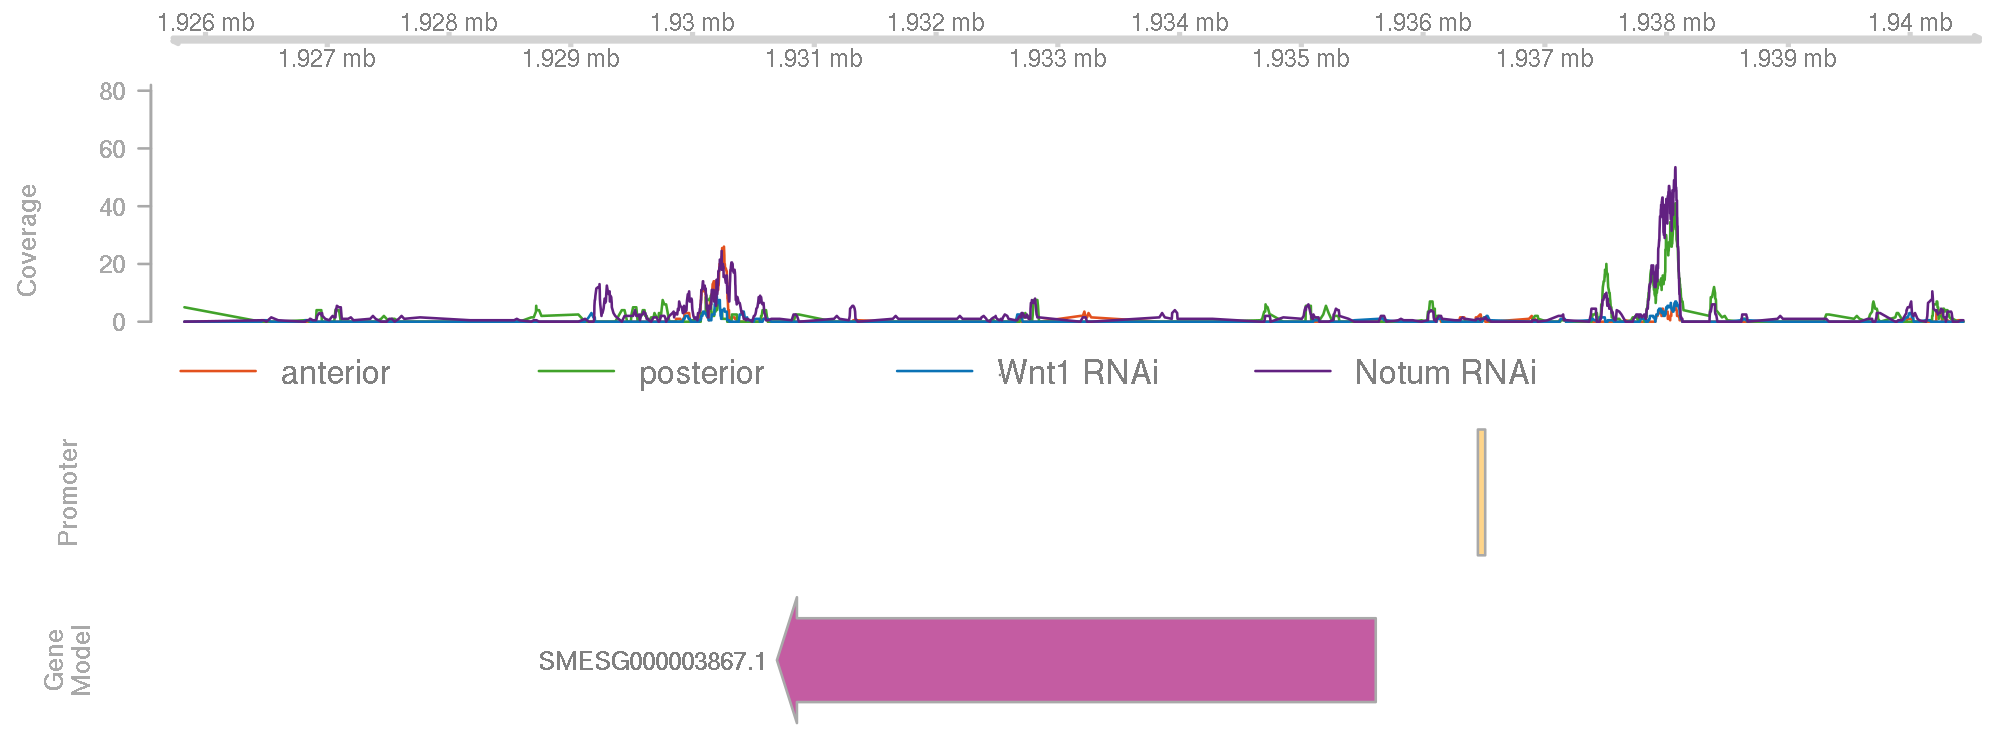 1.926 mb 1.928 mb 1.93 mb 1.932 mb 1.934 mb 1.936 mb 1.938 mb 1.94 mb
1.927 mb 1.929 mb 1.931 mb 1.933 mb 1.935 mb 1.937 mb 1.939 mb
80
60
40
20
0
Coverage
anterior posterior Wnt1 RNAi Notum RNAi
Promoter
Gene
Model
SMESG000003867.1